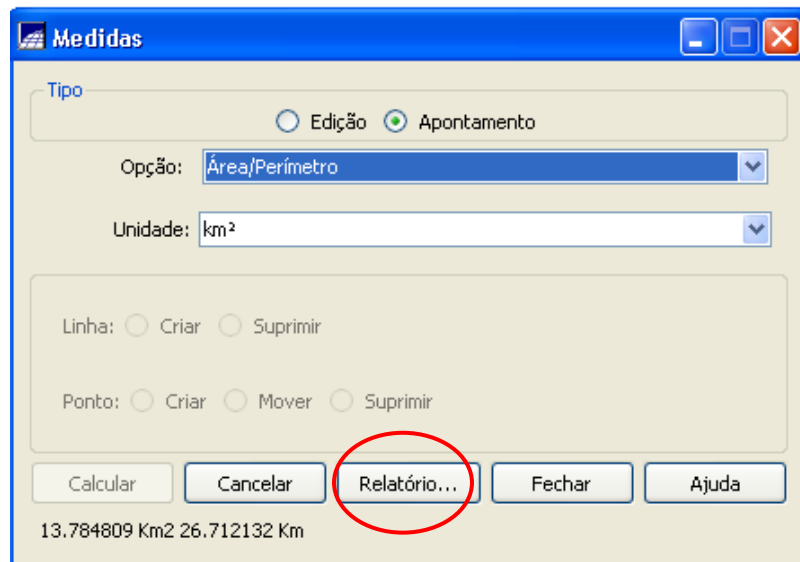 Medidas
Tipo
Edição Apontamento
Opção: Área/Perímetro
Unidade: km²
Linha: Criar Suprimir
Ponto: Criar Mover Suprimir
Calcular Cancelar Relatório... Fechar Ajuda
13.784809 Km2 26.712132 Km